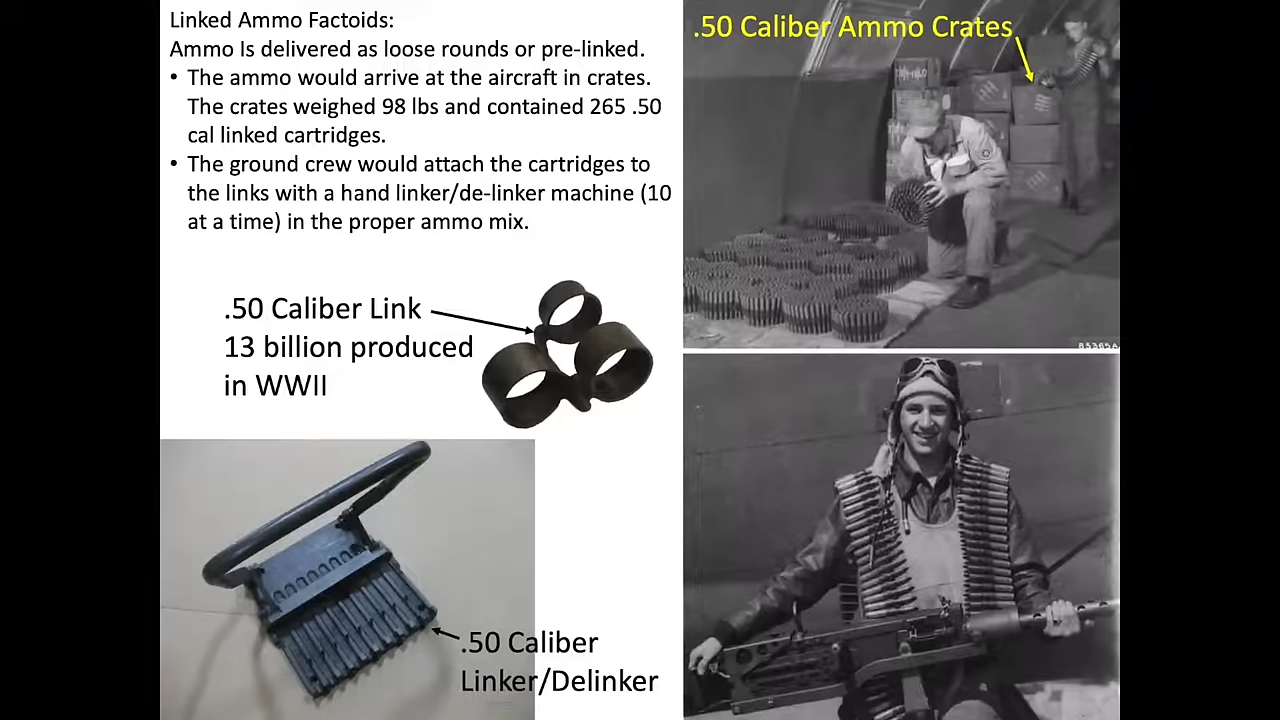 Linked Ammo Factoids:
Ammo Is delivered as loose rounds or pre-linked.
• The ammo would arrive at the aircraft in crates.
The crates weighed 98 lbs and contained 265 .50
cal linked cartridges.
• The ground crew would attach the cartridges to
the links with a hand linker/de-linker machine (10
at a time) in the proper ammo mix.
.50 Caliber Link
13 billion produced
in WWII
.50 Caliber
Linker/Delinker
.50 Caliber Ammo Crates
85365A